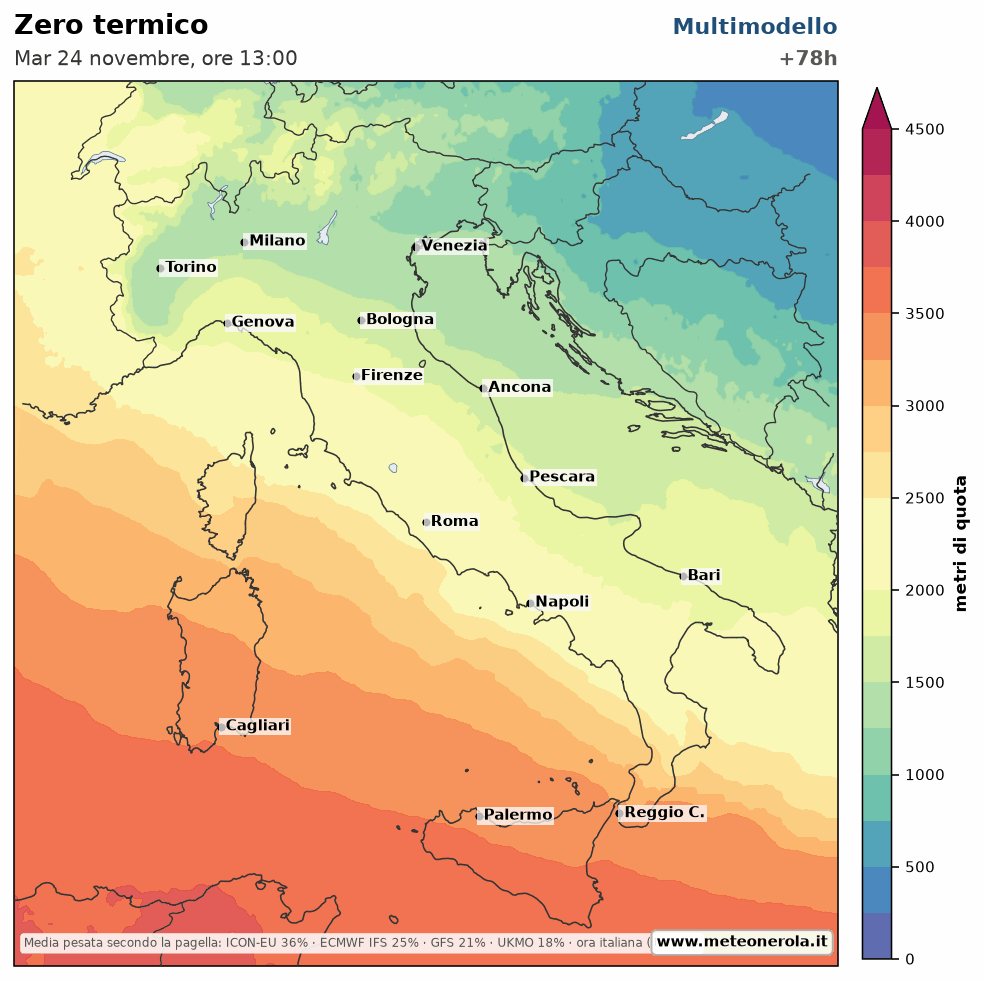 Zero termico
Multimodello
Mar 24 novembre, ore 13:00
+78h
4500
4000
3500
3000
2500
2000
1500
1000
500
0
metri di quota
Milano
Venezia
Torino
Genova
Bologna
Firenze
Ancona
Pescara
Roma
Bari
Napoli
Cagliari
Palermo
Reggio C.
Media pesata secondo la pagella: ICON-EU 36% · ECMWF IFS 25% · GFS 21% · UKMO 18% · ora italiana (
www.meteonerola.it